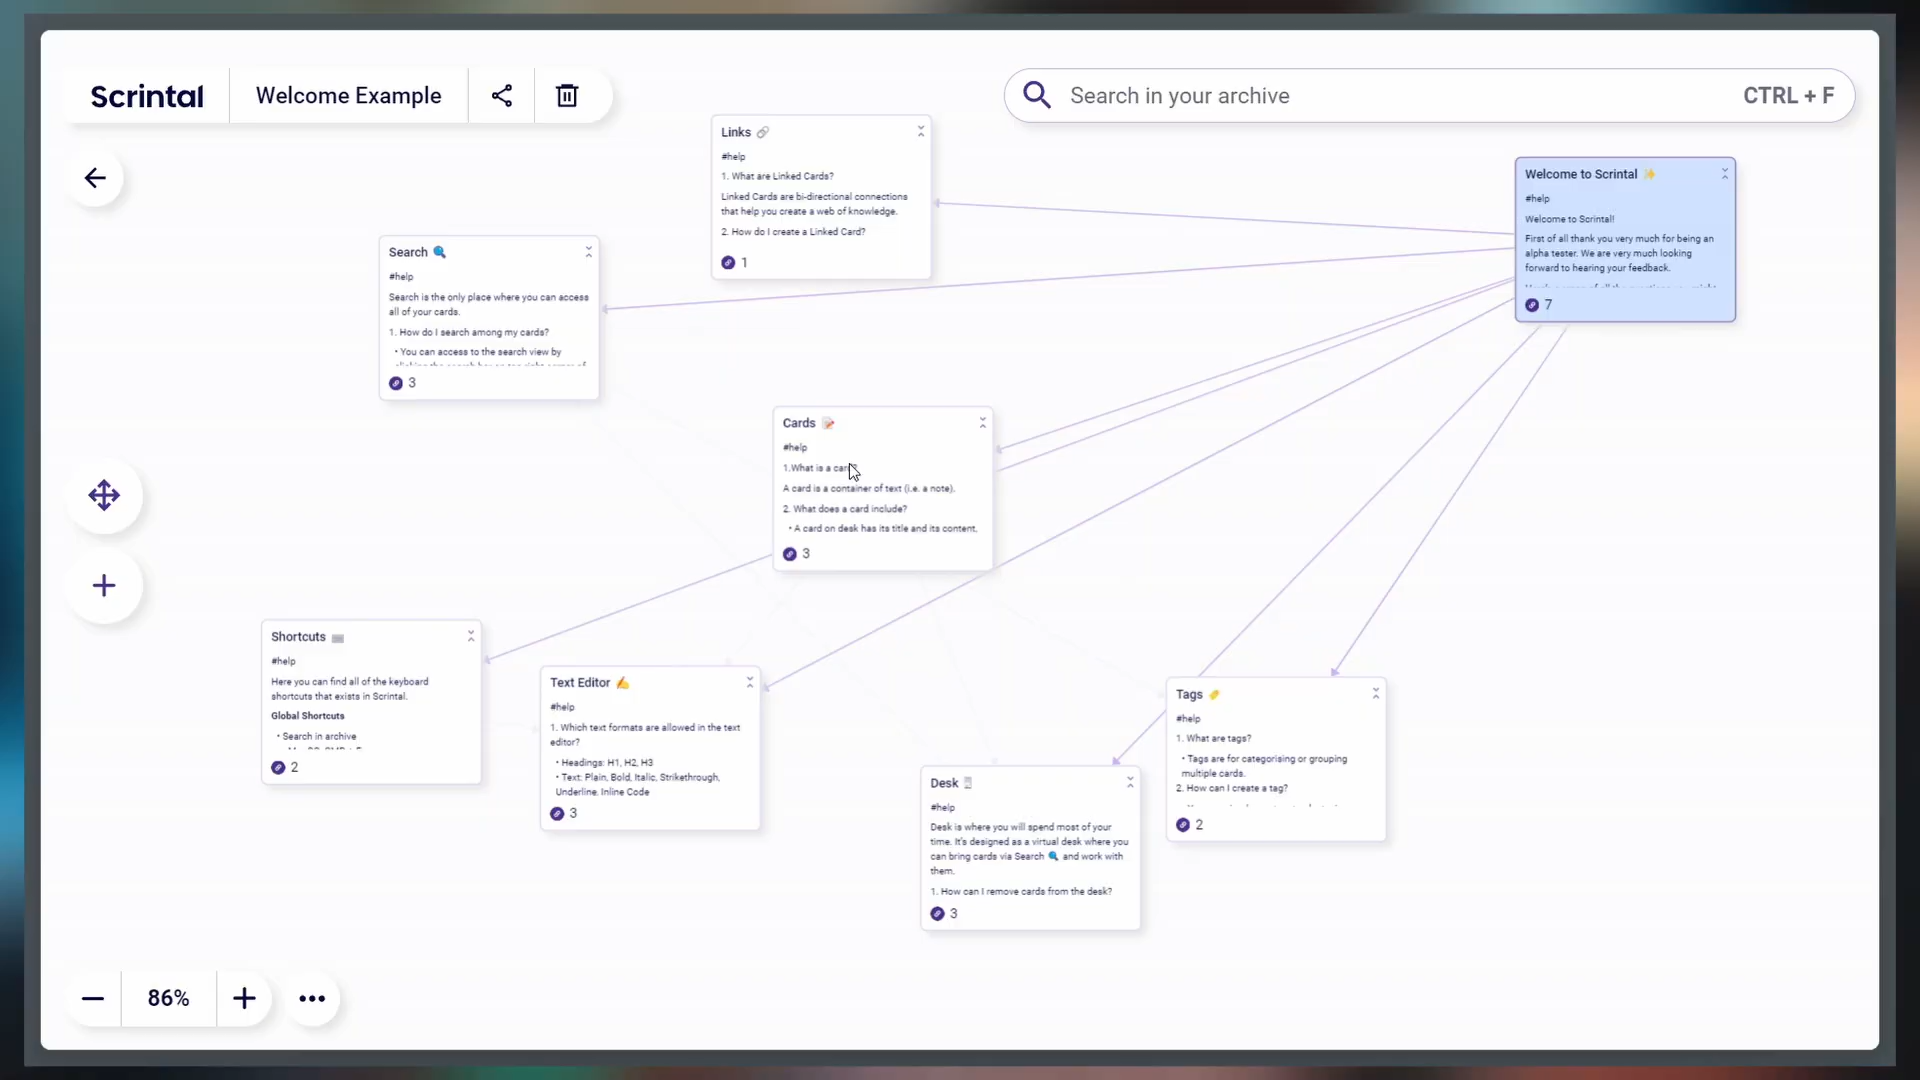 Scrintal
Welcome Example
Search in your archive
CTRL + F
Links
#help
1. What are Linked Cards?
Linked Cards are bi-directional connections
that help you create a web of knowledge.
2. How do I create a Linked Card?
1
Welcome to Scrintal
#help
Welcome to Scrintal!
First of all thank you very much for being an
alpha tester. We are very much looking
forward to hearing your feedback.
7
Search
#help
Search is the only place where you can access
all of your cards.
1. How do I search among my cards?
• You can access to the search view by
3
Cards
#help
1.What is a card?
A card is a container of text (i.e. a note).
2. What does a card include?
• A card on desk has its title and its content.
3
Shortcuts
#help
Here you can find all of the keyboard
shortcuts that exists in Scrintal.
Global Shortcuts
• Search in archive
2
Text Editor
#help
1. Which text formats are allowed in the text
editor?
• Headings: H1, H2, H3
• Text: Plain, Bold, Italic, Strikethrough,
Underline, Inline Code
3
Tags
#help
1. What are tags?
• Tags are for categorising or grouping
multiple cards.
2. How can I create a tag?
2
Desk
#help
Desk is where you will spend most of your
time. It's designed as a virtual desk where you
can bring cards via Search 🔍 and work with
them.
1. How can I remove cards from the desk?
3
86%